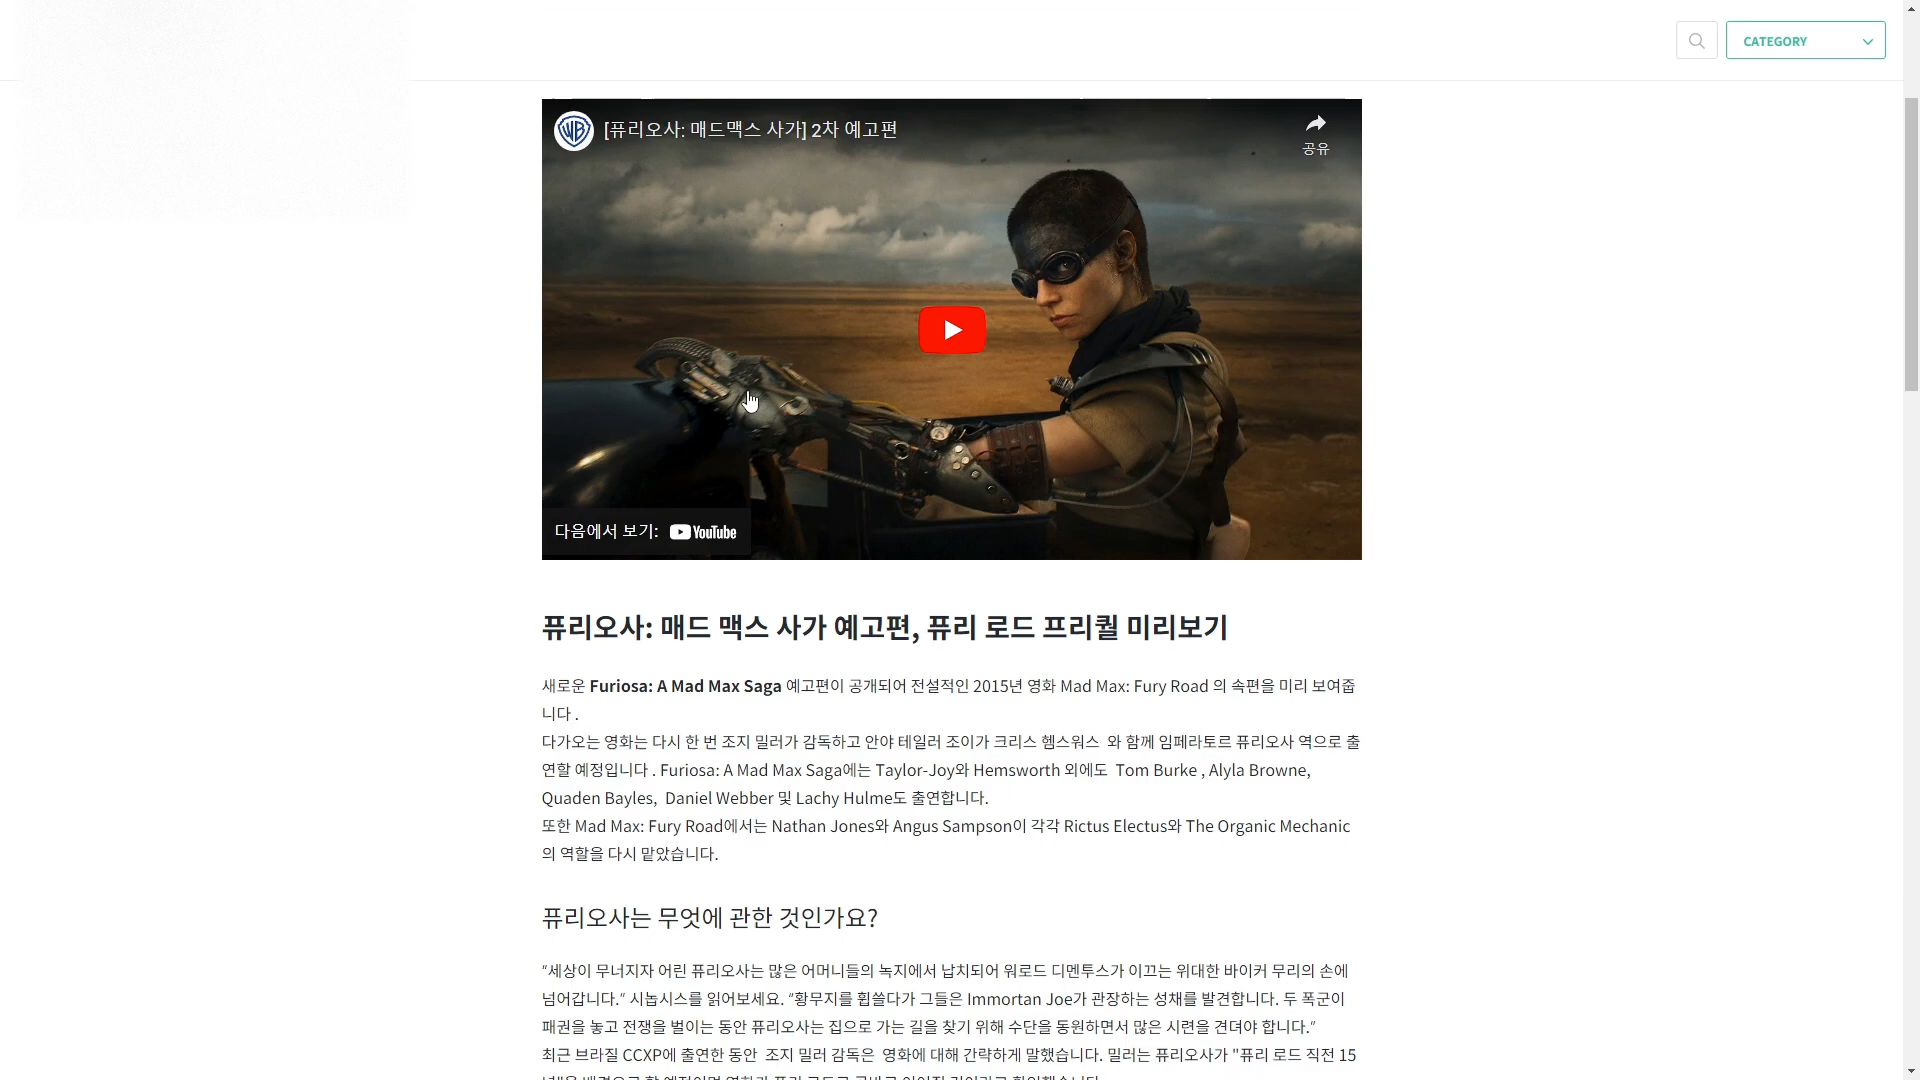 CATEGORY
WB
[퓨리오사: 매드맥스 사가] 2차 예고편
공유
다음에서 보기: YouTube
퓨리오사: 매드 맥스 사가 예고편, 퓨리 로드 프리퀄 미리보기
새로운 Furiosa: A Mad Max Saga 예고편이 공개되어 전설적인 2015년 영화 Mad Max: Fury Road 의 속편을 미리 보여줍
니다 .
다가오는 영화는 다시 한 번 조지 밀러가 감독하고 안야 테일러 조이가 크리스 헴스워스 와 함께 임페라토르 퓨리오사 역으로 출
연할 예정입니다 . Furiosa: A Mad Max Saga에는 Taylor-Joy와 Hemsworth 외에도 Tom Burke , Alyla Browne,
Quaden Bayles, Daniel Webber 및 Lachy Hulme도 출연합니다.
또한 Mad Max: Fury Road에서는 Nathan Jones와 Angus Sampson이 각각 Rictus Electus와 The Organic Mechanic
의 역할을 다시 맡았습니다.
퓨리오사는 무엇에 관한 것인가요?
“세상이 무너지자 어린 퓨리오사는 많은 어머니들의 녹지에서 납치되어 워로드 디멘투스가 이끄는 위대한 바이커 무리의 손에
넘어갑니다.” 시놉시스를 읽어보세요. “황무지를 휩쓸다가 그들은 Immortan Joe가 관장하는 성채를 발견합니다. 두 폭군이
패권을 놓고 전쟁을 벌이는 동안 퓨리오사는 집으로 가는 길을 찾기 위해 수단을 동원하면서 많은 시련을 견뎌야 합니다.”
최근 브라질 CCXP에 출연한 동안 조지 밀러 감독은 영화에 대해 간략하게 말했습니다. 밀러는 퓨리오사가 "퓨리 로드 직전 15